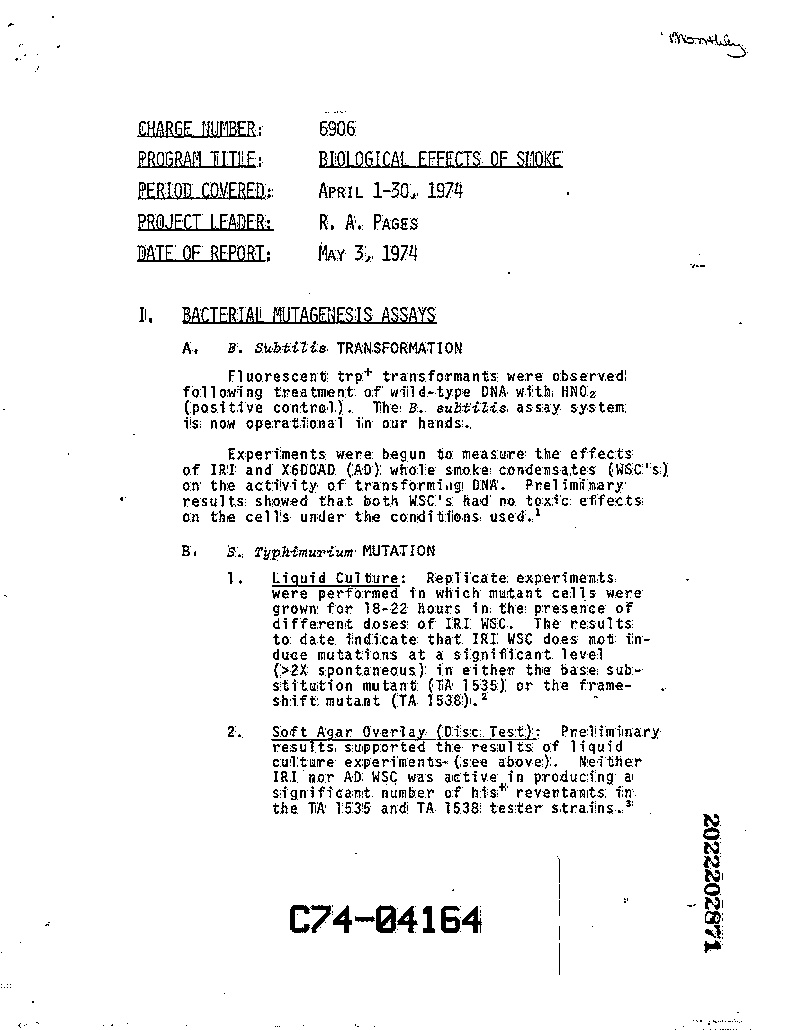 Monthly
CHARGE NUMBER: 6906
PROGRAM TITLE: BIOLOGICAL EFFECTS OF SMOKE
PERIOD COVERED: APRIL 1-30, 1974
PROJECT LEADER: R. A. PAGES
DATE OF REPORT: MAY 3, 1974
I. BACTERIAL MUTAGENESIS ASSAYS
A. B. Subtilis TRANSFORMATION
Fluorescent trp+ transformants were observed
following treatment of wild-type DNA with HNO2
(positive control). The B. subtilis assay system
is now operational in our hands.
Experiments were begun to measure the effects
of IRI and X6D0AD (AD) whole smoke condensates (WSC's)
on the activity of transforming DNA. Preliminary
results showed that both WSC's had no toxic effects
on the cells under the conditions used.1
B. S. Typhimurium MUTATION
1. Liquid Culture: Replicate experiments
were performed in which mutant cells were
grown for 18-22 hours in the presence of
different doses of IRI WSC. The results
to date indicate that IRI WSC does not in-
duce mutations at a significant level
(>2X spontaneous) in either the base sub-
stitution mutant (TA 1535) or the frame-
shift mutant (TA 1538).2
2. Soft Agar Overlay (Disc Test): Preliminary
results supported the results of liquid
culture experiments (see above). Neither
IRI nor AD WSC was active in producing a
significant number of his+ revertants in
the TA 1535 and TA 1538 tester strains.3
C74-04164
2022202871